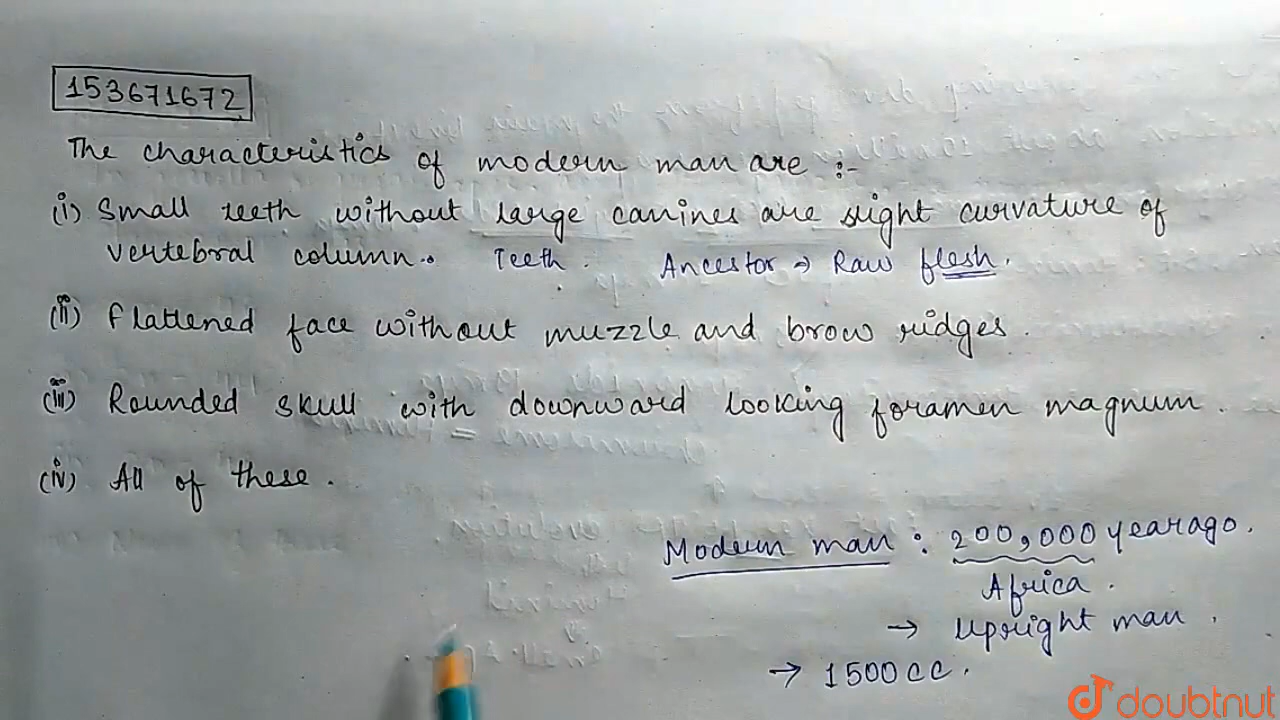 153671672
The characteristics of modern man are :-
(i) Small teeth without large canines are slight curvature of
vertebral column. Teeth. Ancestor → Raw flesh.
(ii) Flattened face without muzzle and brow ridges.
(iii) Rounded skull with downward looking foramen magnum.
(iv) All of these.
Modern man : 200,000 year ago.
Africa.
→ Upright man.
→ 1500 cc.
doubtnut